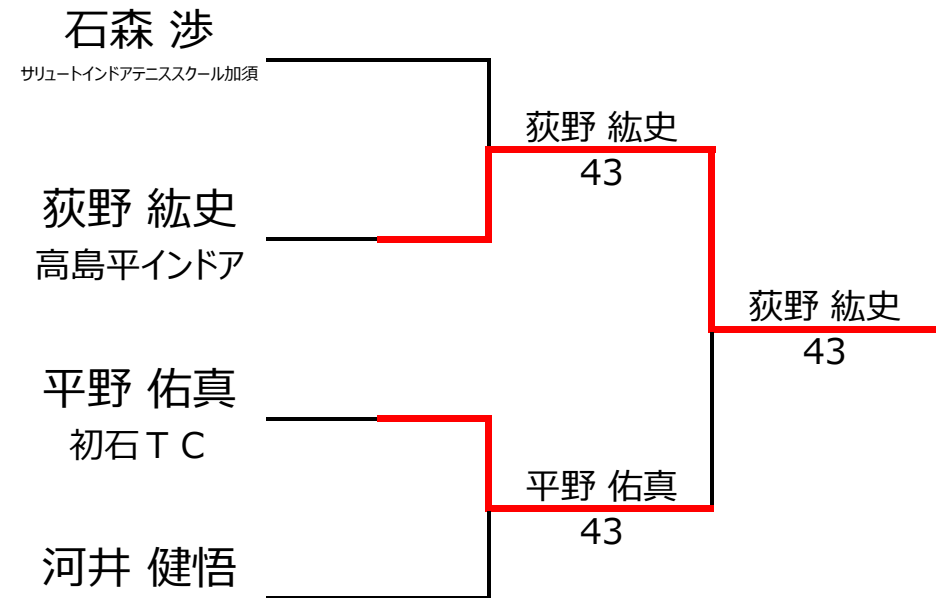 石森 渉
サリュートインドアテニススクール加須
荻野 紘史
43
荻野 紘史
高島平インドア
荻野 紘史
43
平野 佑真
初石ＴＣ
平野 佑真
43
河井 健悟